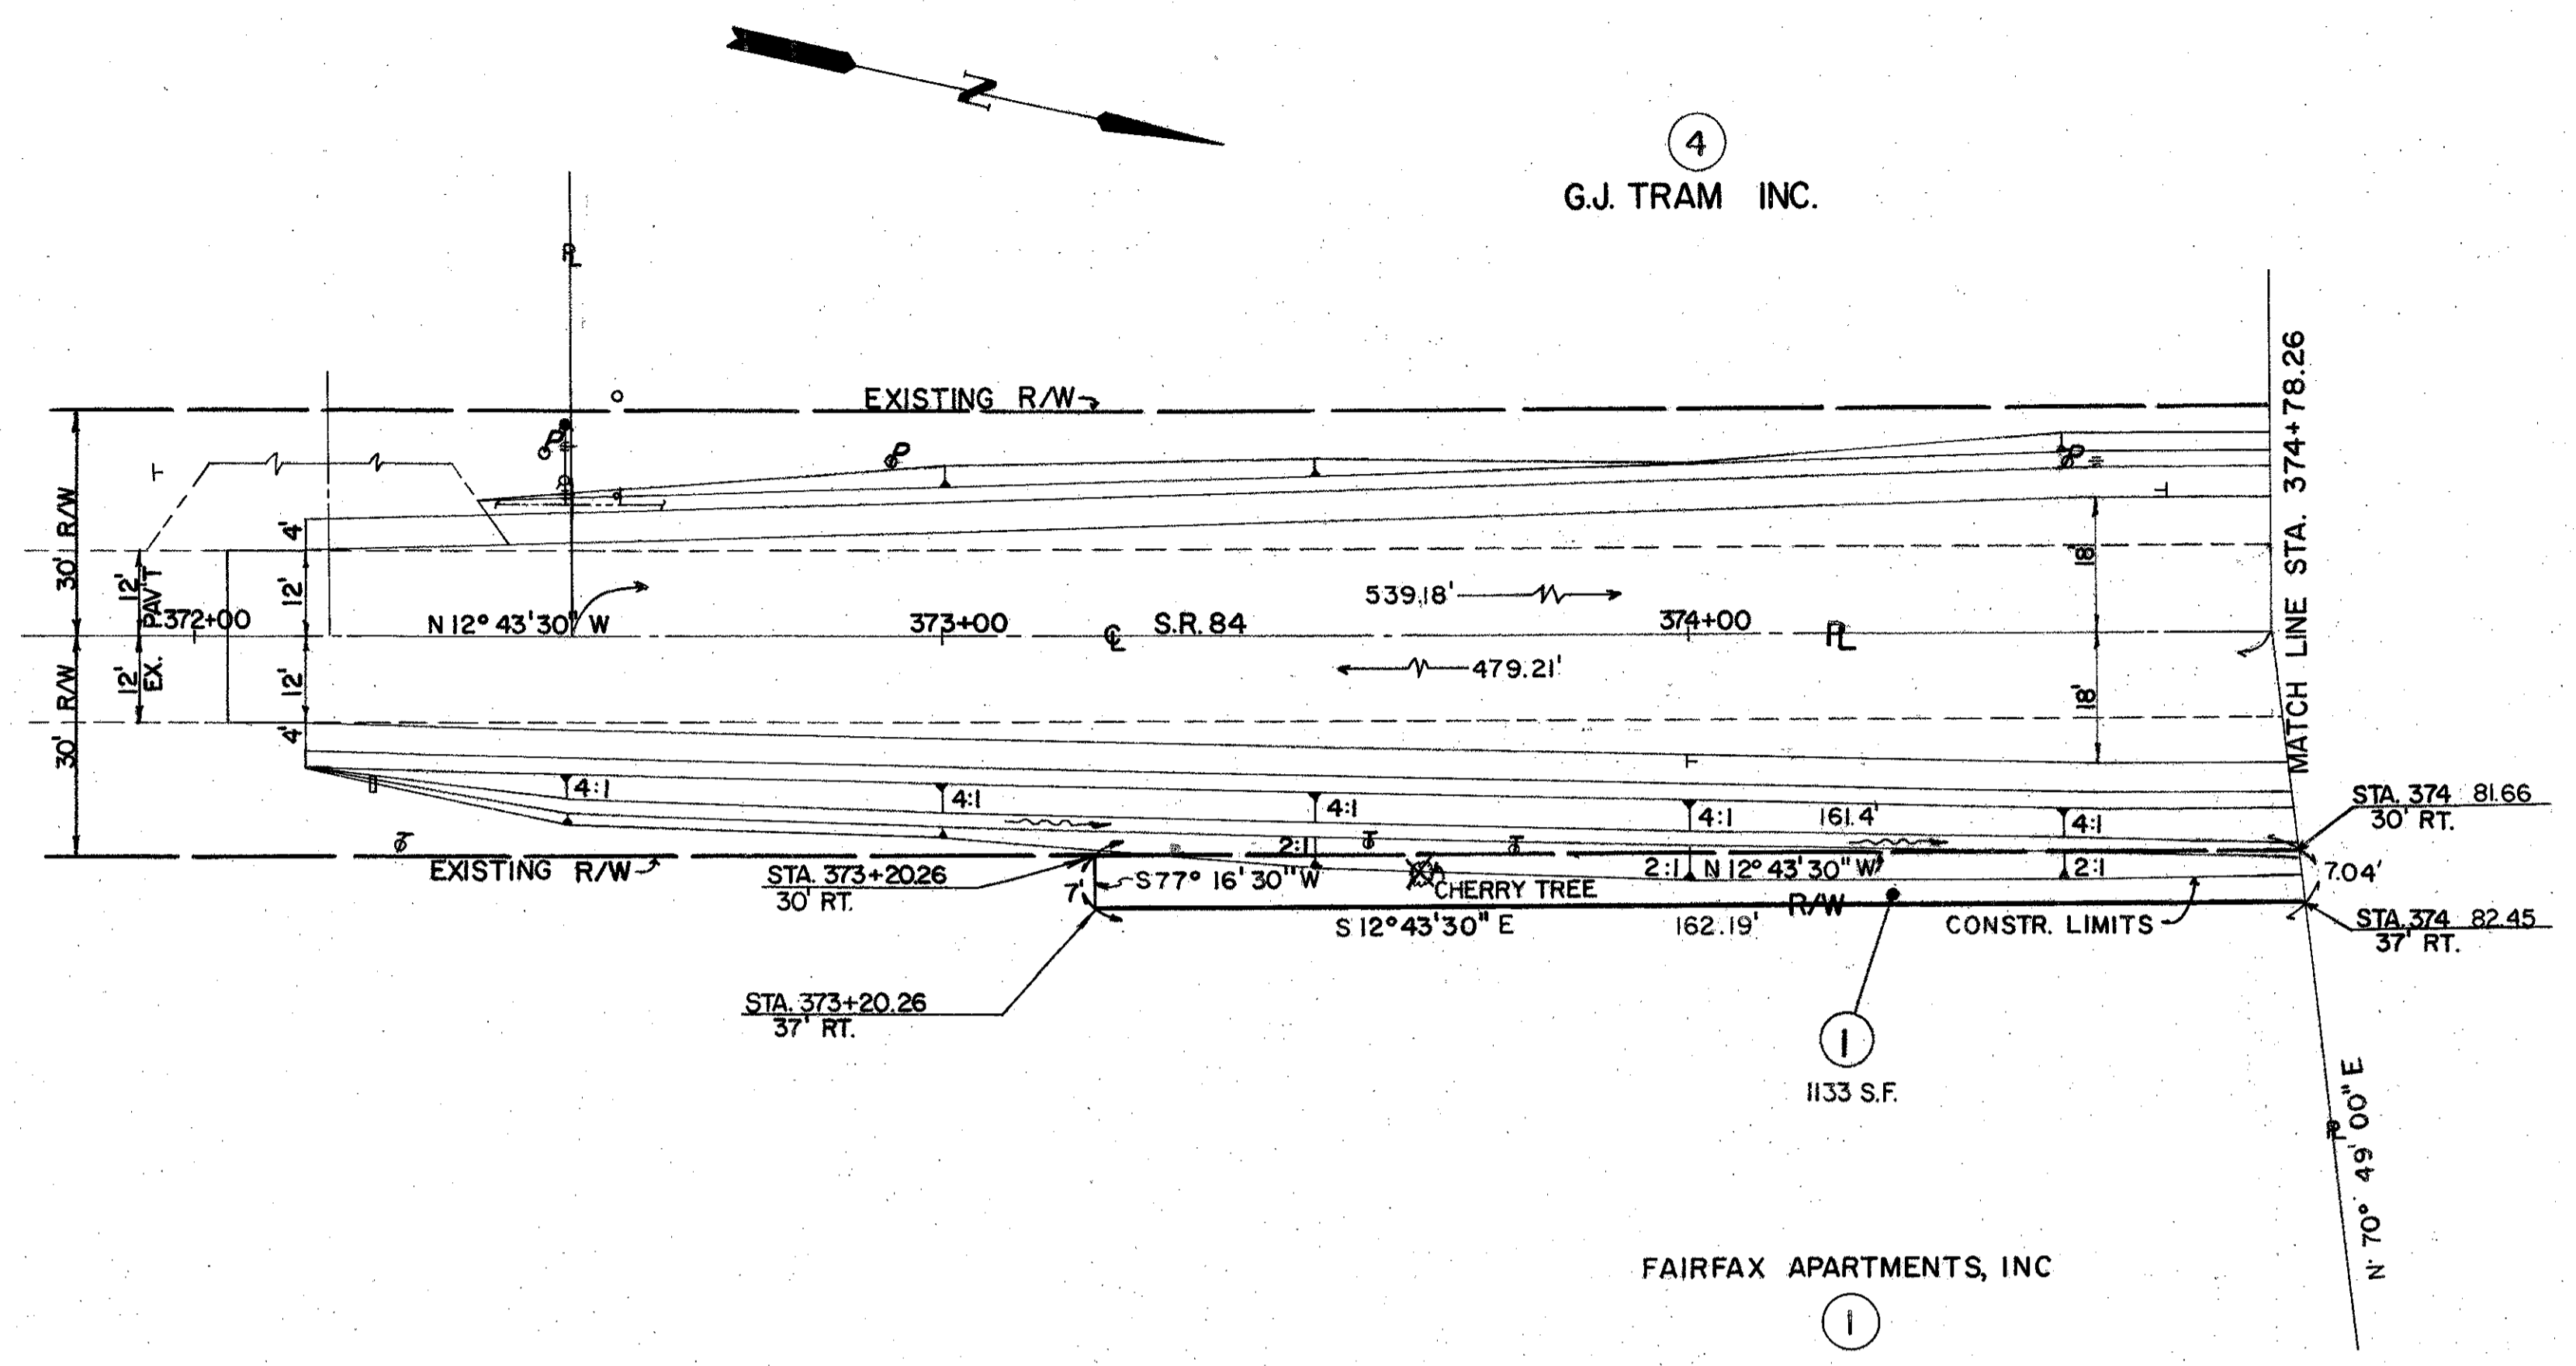 N
4
G.J. TRAM INC.
PL
EXISTING R/W
P
P
P
MATCH LINE STA. 374+78.26
30' R/W
4'
12'
12'
EX. PAV'T
18'
539.18'
372+00
N 12° 43' 30" W
373+00
CL
S.R. 84
374+00
PL
479.21'
12'
12'
30' R/W
4'
18'
4:1
4:1
4:1
4:1
161.4'
4:1
STA. 374 81.66
30' RT.
EXISTING R/W
STA. 373+20.26
30' RT.
7'
S 77° 16' 30" W
2:1
CHERRY TREE
2:1
N 12° 43' 30" W
2:1
7.04'
R/W
S 12° 43' 30" E
162.19'
CONSTR. LIMITS
STA. 374 82.45
37' RT.
STA. 373+20.26
37' RT.
1
1133 S.F.
N 70° 49' 00" E
FAIRFAX APARTMENTS, INC
1